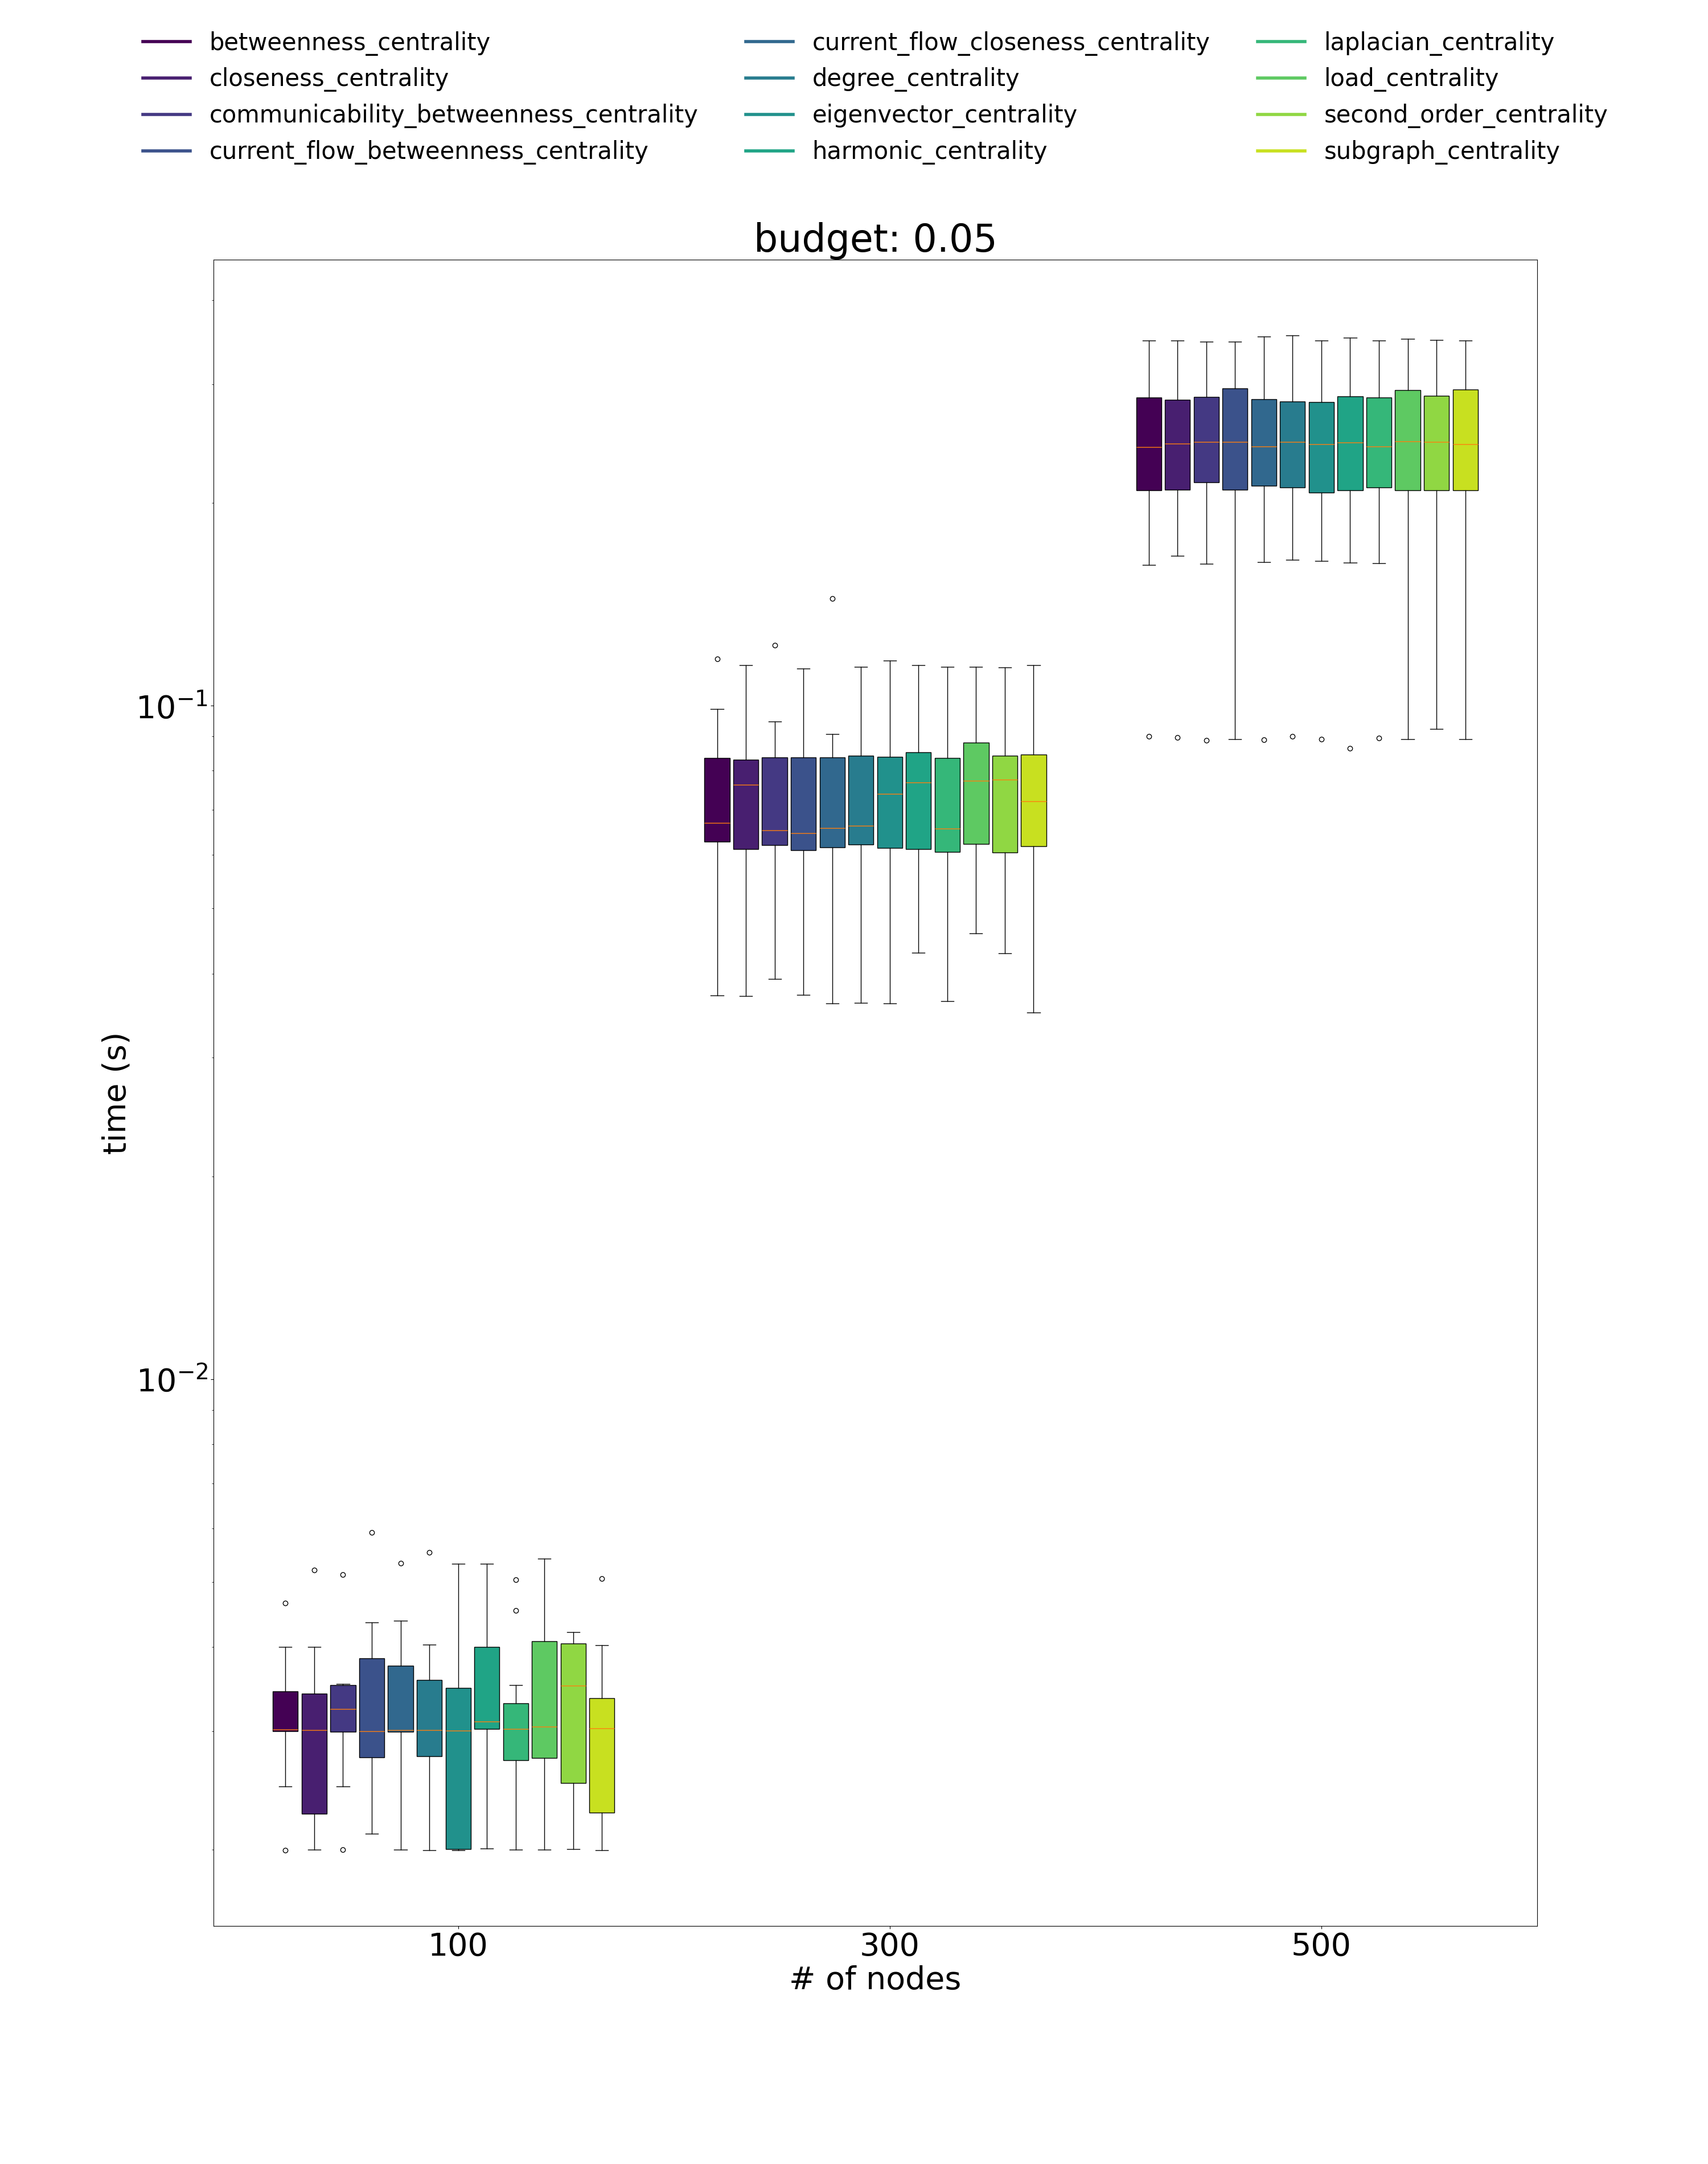 betweenness_centrality
closeness_centrality
communicability_betweenness_centrality
current_flow_betweenness_centrality
current_flow_closeness_centrality
degree_centrality
eigenvector_centrality
harmonic_centrality
laplacian_centrality
load_centrality
second_order_centrality
subgraph_centrality
budget: 0.05
10⁻¹
10⁻²
time (s)
100 300 500
# of nodes